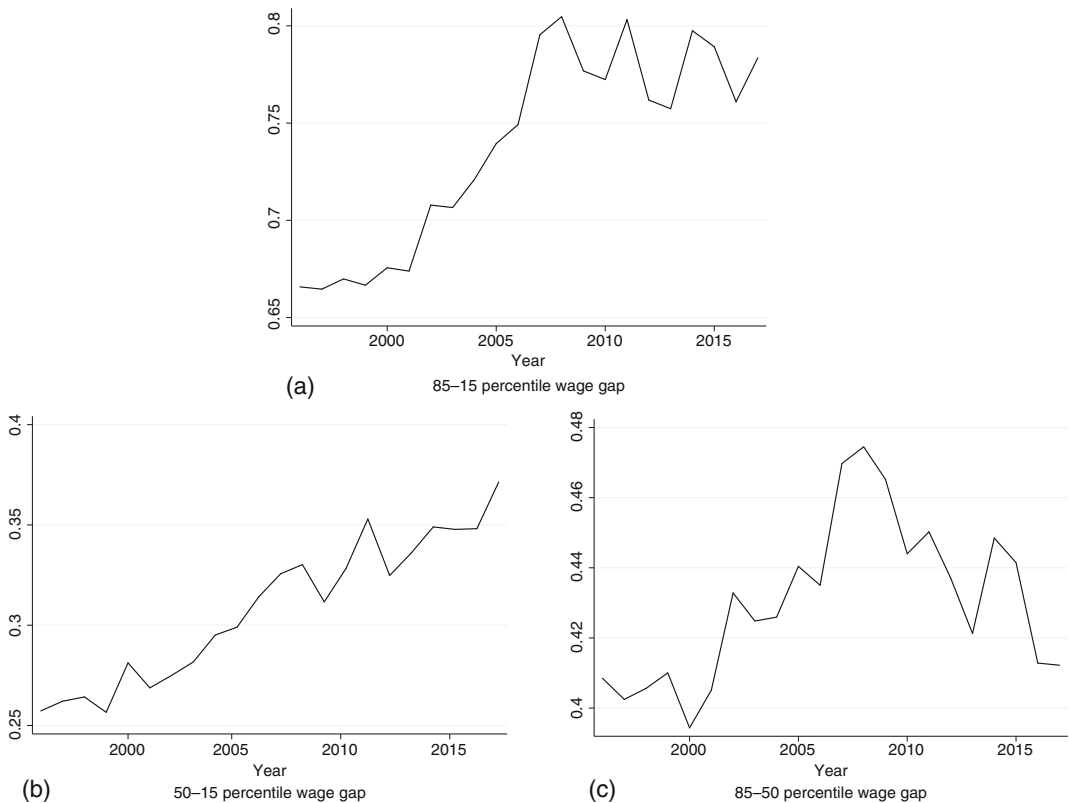 0.8
0.75
0.7
0.65
2000 2005 2010 2015
Year
(a) 85–15 percentile wage gap
0.4
0.35
0.3
0.25
2000 2005 2010 2015
Year
(b) 50–15 percentile wage gap
0.48
0.46
0.44
0.42
0.4
2000 2005 2010 2015
Year
(c) 85–50 percentile wage gap